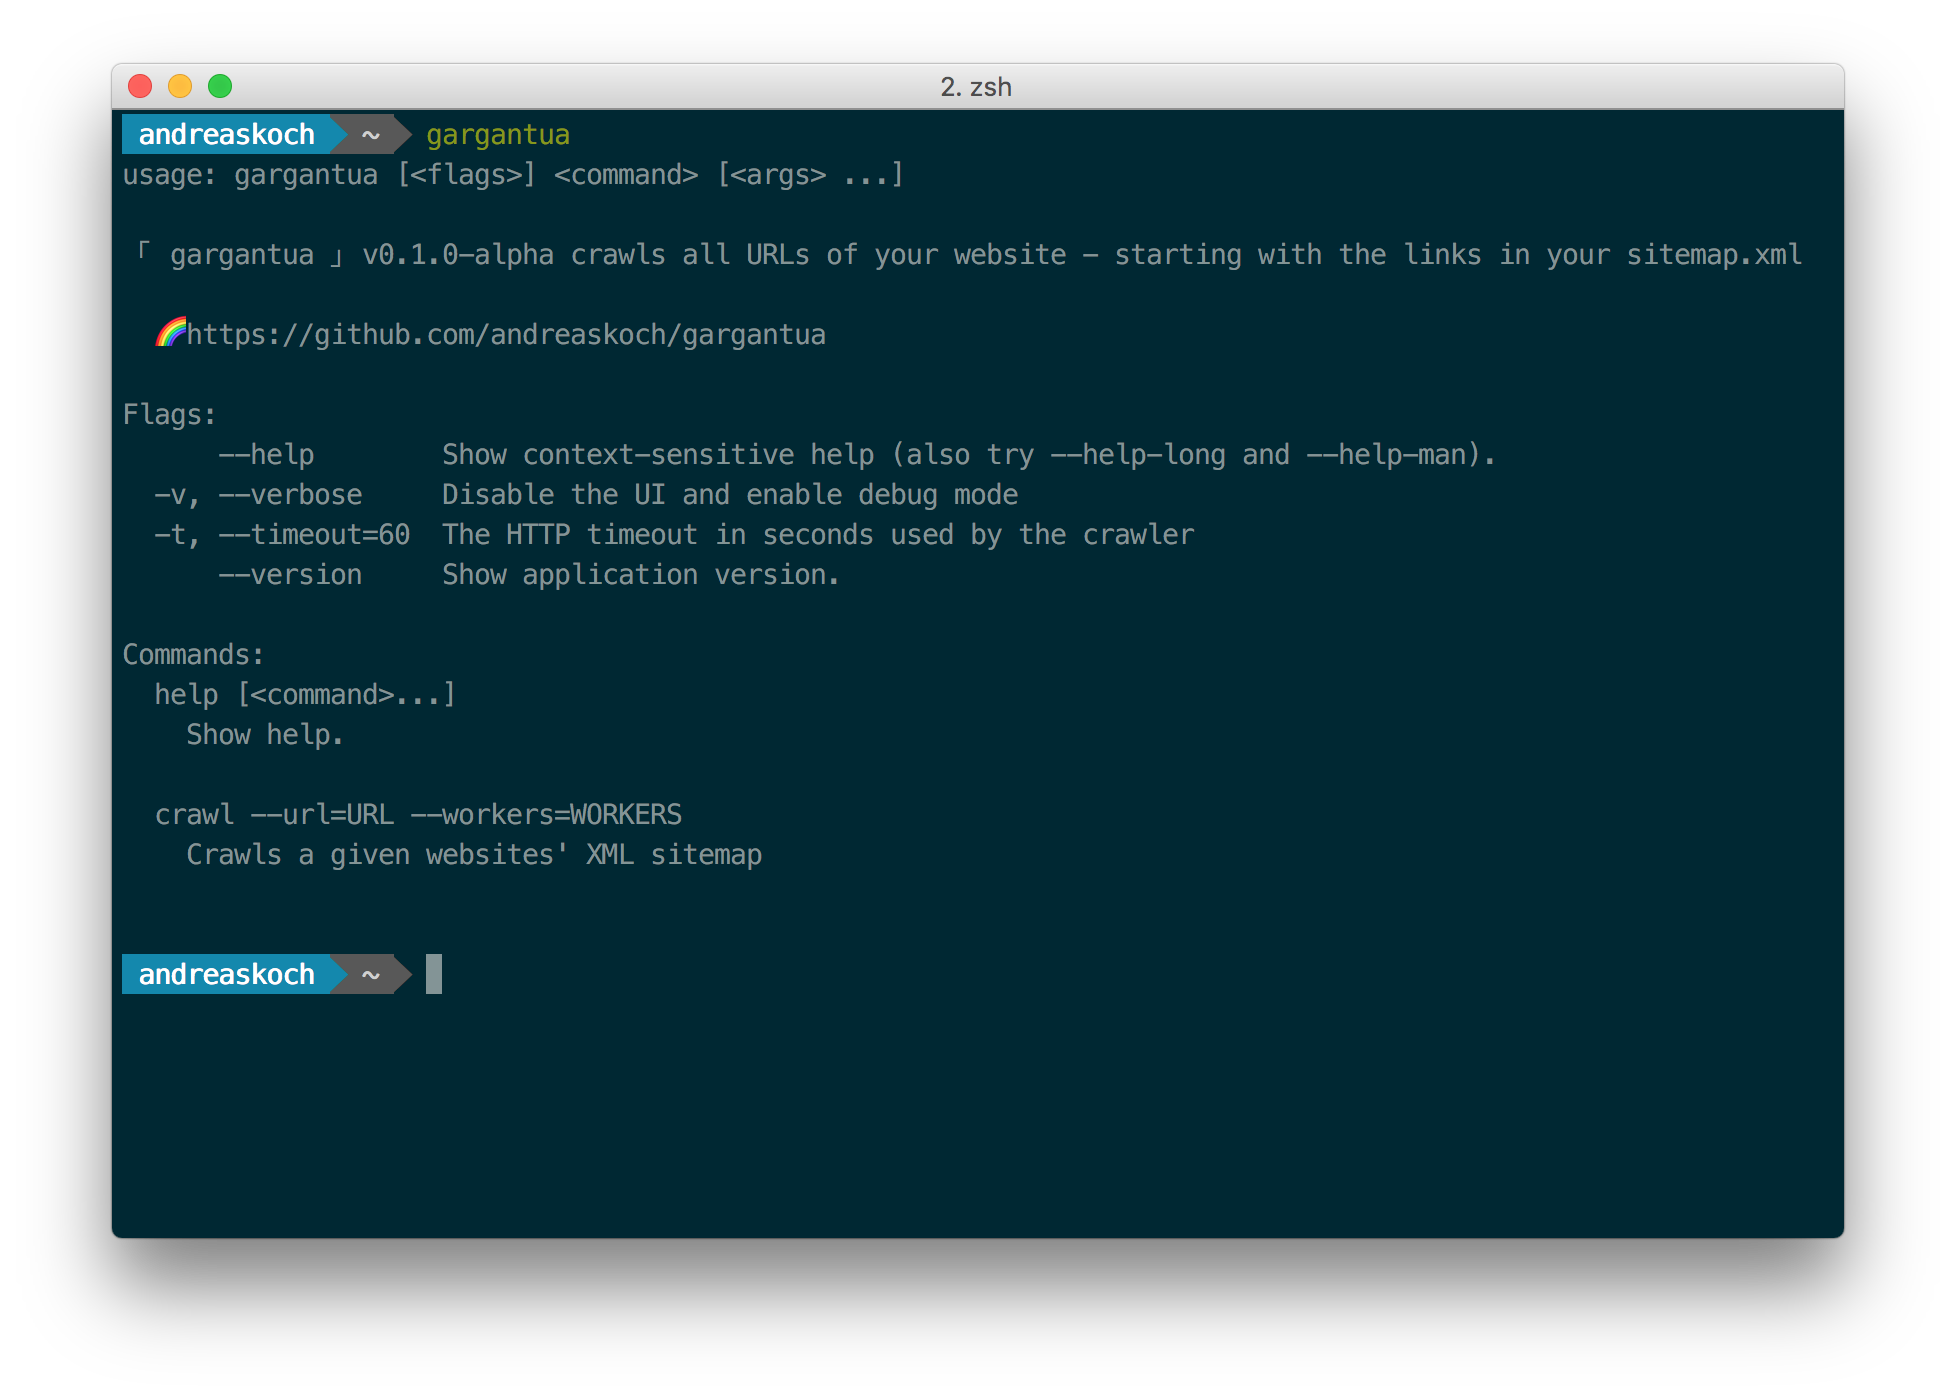 2. zsh
andreaskoch ~ gargantua
usage: gargantua [<flags>] <command> [<args> ...]
「 gargantua 」 v0.1.0-alpha crawls all URLs of your website - starting with the links in your sitemap.xml
🌈https://github.com/andreaskoch/gargantua
Flags:
      --help        Show context-sensitive help (also try --help-long and --help-man).
  -v, --verbose     Disable the UI and enable debug mode
  -t, --timeout=60  The HTTP timeout in seconds used by the crawler
      --version     Show application version.
Commands:
  help [<command>...]
    Show help.
  crawl --url=URL --workers=WORKERS
    Crawls a given websites' XML sitemap
andreaskoch ~